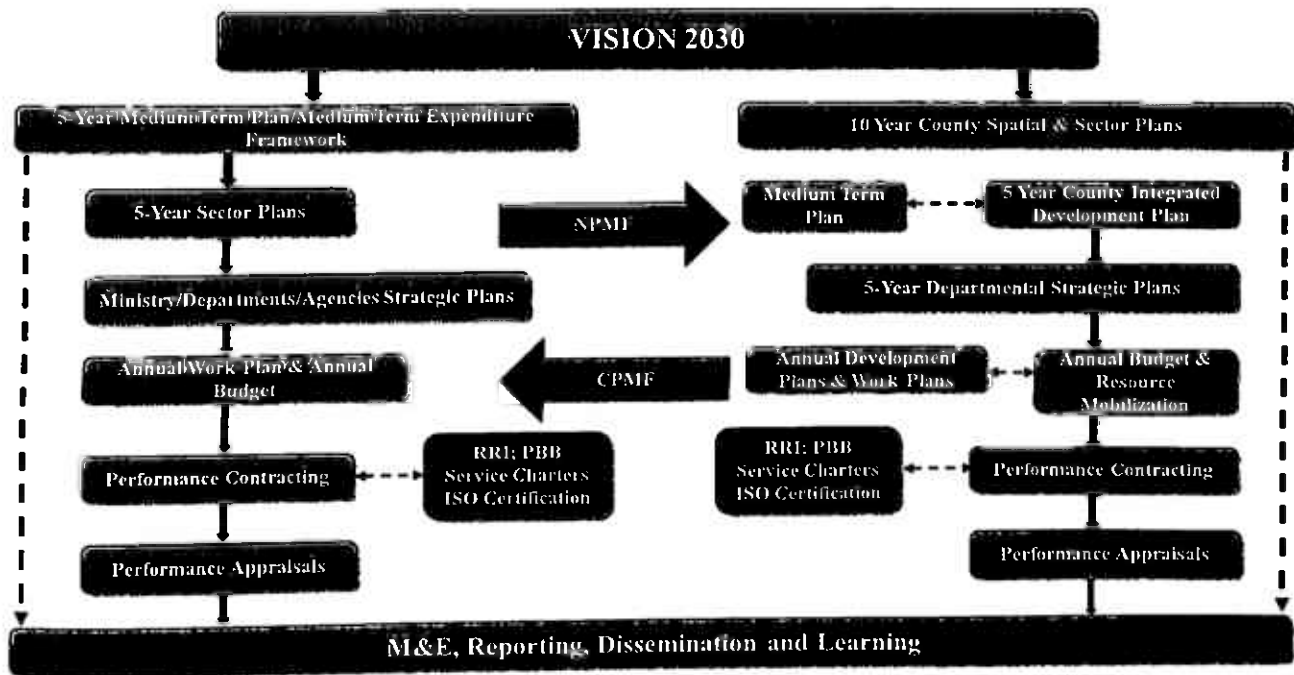 VISION 2030
5-Year Medium Term Plan/Medium Term Expenditure
Framework
10 Year County Spatial & Sector Plans
5-Year Sector Plans
NPMF
Medium Term
Plan
5 Year County Integrated
Development Plan
Ministry/Departments/Agencies Strategic Plans
5-Year Departmental Strategic Plans
Annual Work Plan & Annual
Budget
CPMF
Annual Development
Plans & Work Plans
Annual Budget &
Resource
Mobilization
Performance Contracting
RRI; PBB
Service Charters
ISO Certification
RRI; PBB
Service Charters
ISO Certification
Performance Contracting
Performance Appraisals
Performance Appraisals
M&E, Reporting, Dissemination and Learning